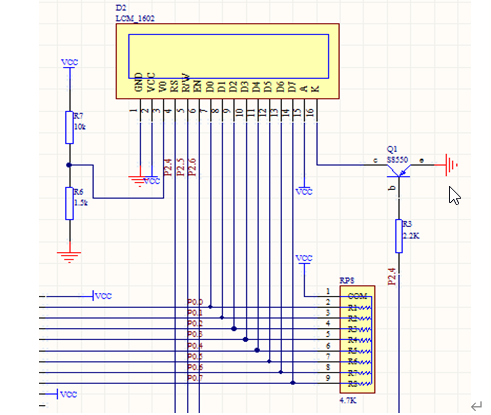 D2
LCM_1602
GND
VCC
V0
RS
R/W
EN
D0
D1
D2
D3
D4
D5
D6
D7
A
K
1
2
3
4
5
6
7
8
9
10
11
12
13
14
15
16
VCC
R7
10k
R6
1.5k
VCC
P2.4
P2.5
P2.6
VCC
Q1
S8550
c
e
b
R3
2.2K
P2.4
VCC
RP8
COM
R1
R2
R3
R4
R5
R6
R7
R8
1
2
3
4
5
6
7
8
9
4.7K
VCC
P0.0
P0.1
P0.2
P0.3
P0.4
P0.5
P0.6
P0.7
VCC